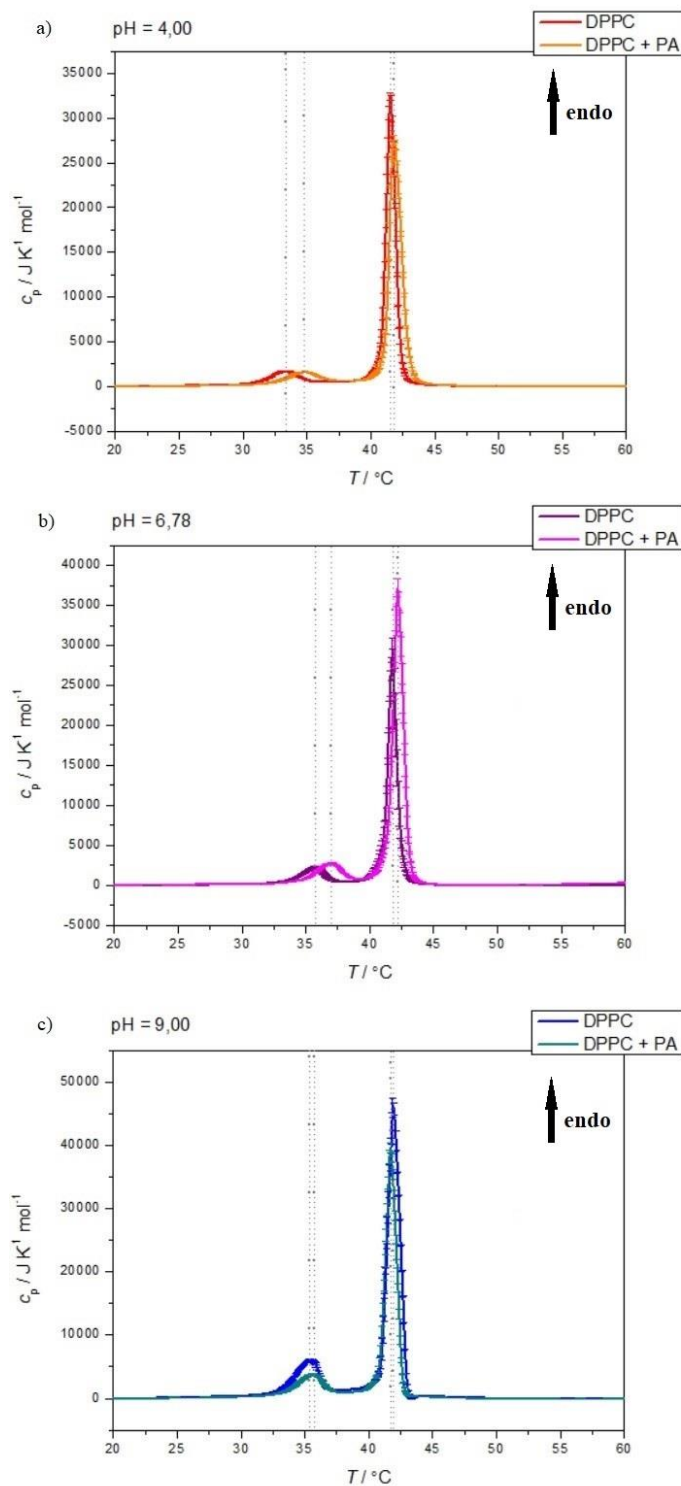 a)
pH = 4,00
DPPC
DPPC + PA
endo
35000
30000
25000
20000
15000
10000
5000
0
-5000
cp / J K-1 mol-1
20 25 30 35 40 45 50 55 60
T / °C
b)
pH = 6,78
DPPC
DPPC + PA
endo
40000
35000
30000
25000
20000
15000
10000
5000
0
-5000
cp / J K-1 mol-1
20 25 30 35 40 45 50 55 60
T / °C
c)
pH = 9,00
DPPC
DPPC + PA
endo
50000
40000
30000
20000
10000
0
cp / J K-1 mol-1
20 25 30 35 40 45 50 55 60
T / °C